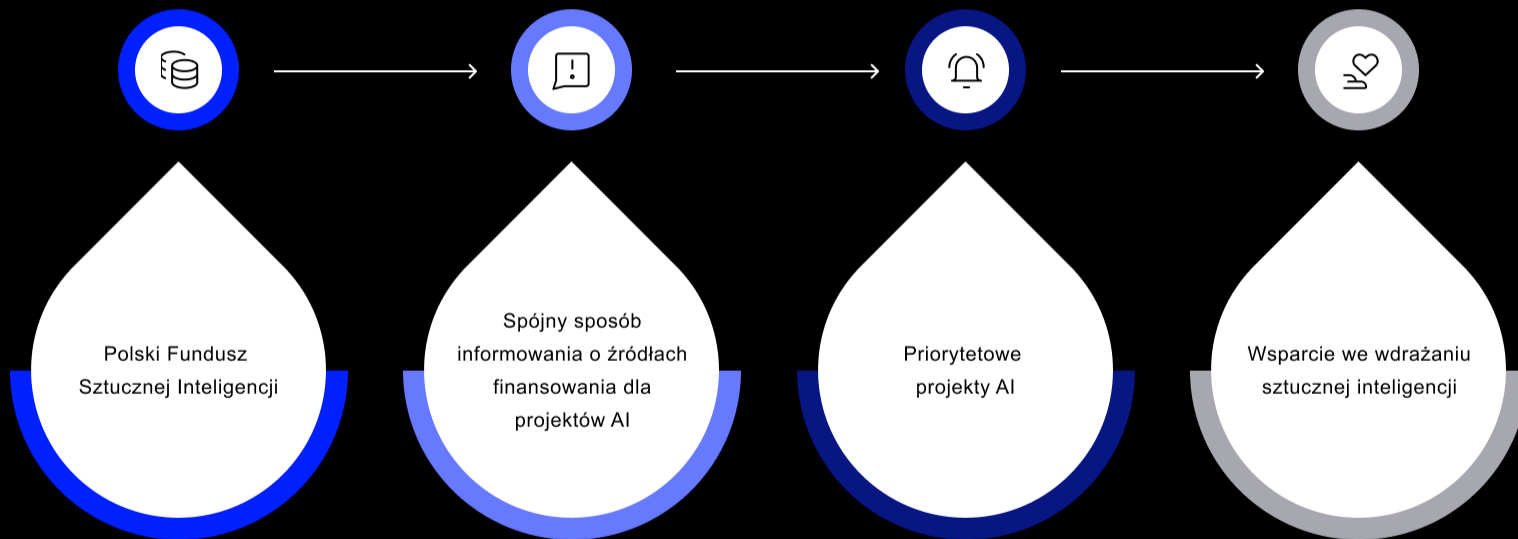 Polski Fundusz
Sztucznej Inteligencji
Spójny sposób
informowania o źródłach
finansowania dla
projektów AI
Priorytetowe
projekty AI
Wsparcie we wdrażaniu
sztucznej inteligencji